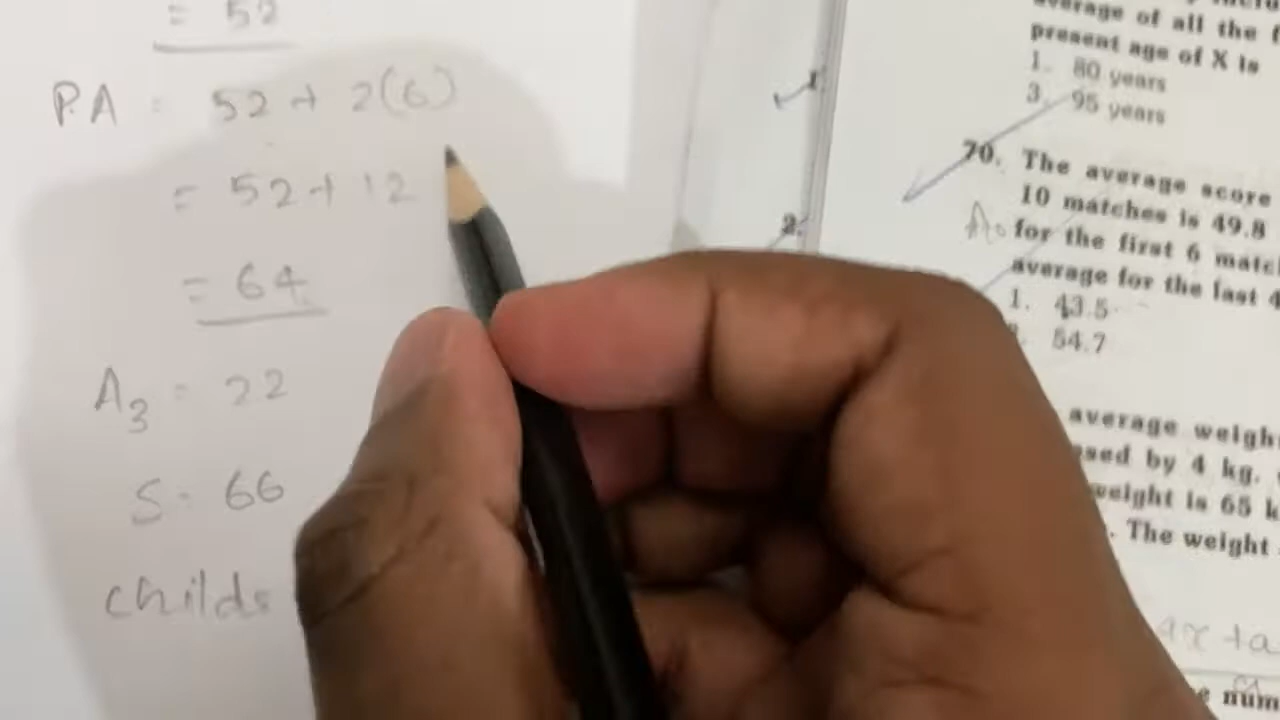 = 52
P.A = 52 + 2(6)
= 52 + 12
= 64
A3 = 22
S = 66
childs
1
2.
average of all the
present age of X is
1. 80 years
3. 95 years
70. The average score
10 matches is 49.8
for the first 6
average for the last 4
1. 43.5
54.7
average
by 4 kg.
weight is 65
. The weight